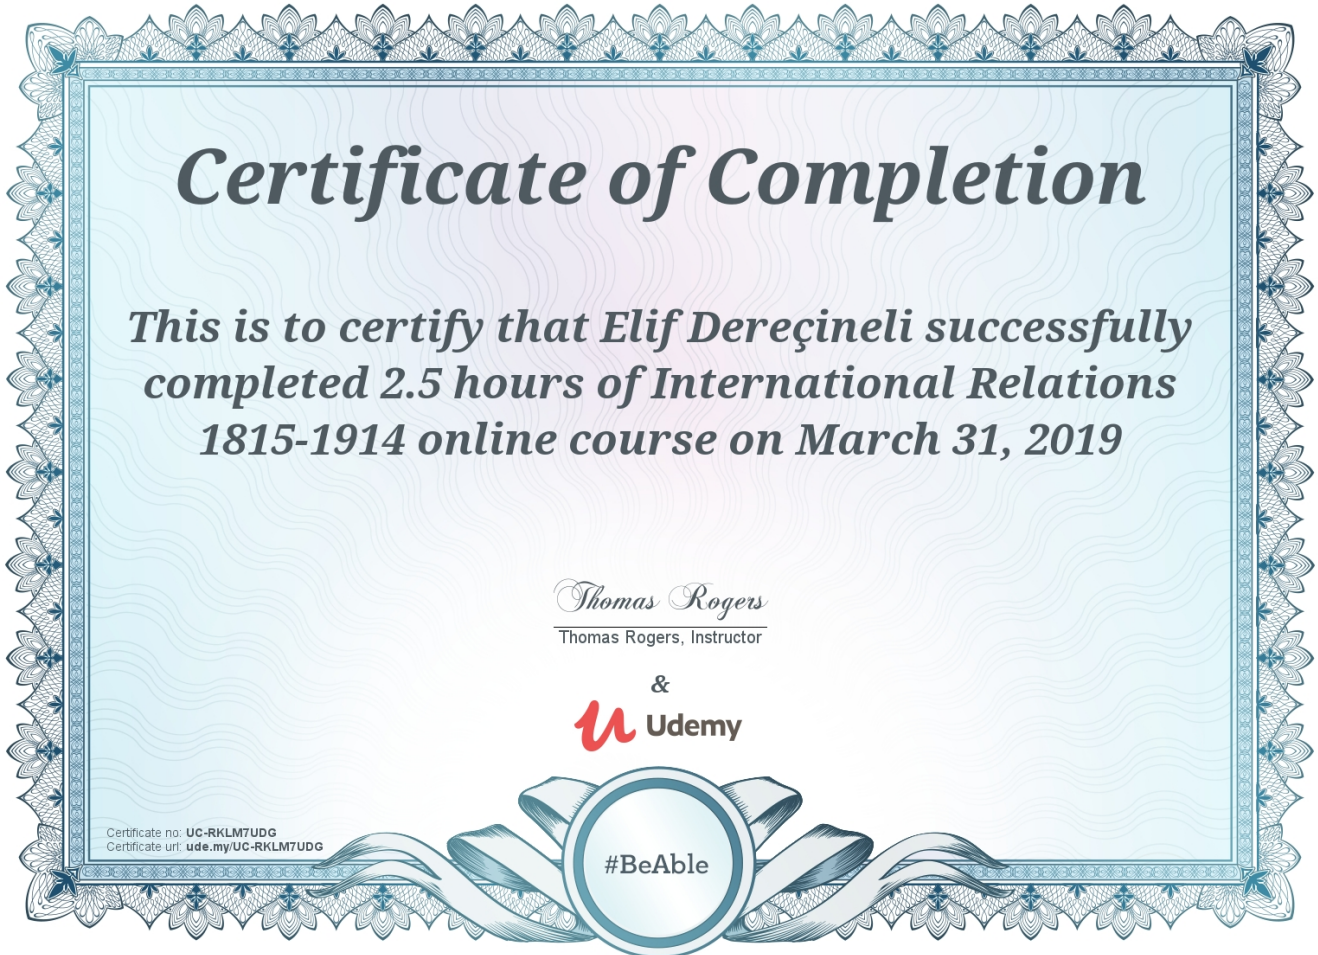 Certificate of Completion
This is to certify that Elif Dereçineli successfully
completed 2.5 hours of International Relations
1815-1914 online course on March 31, 2019
Thomas Rogers
Thomas Rogers, Instructor
&
Udemy
Certificate no: UC-RKLM7UDG
Certificate url: ude.my/UC-RKLM7UDG
#BeAble